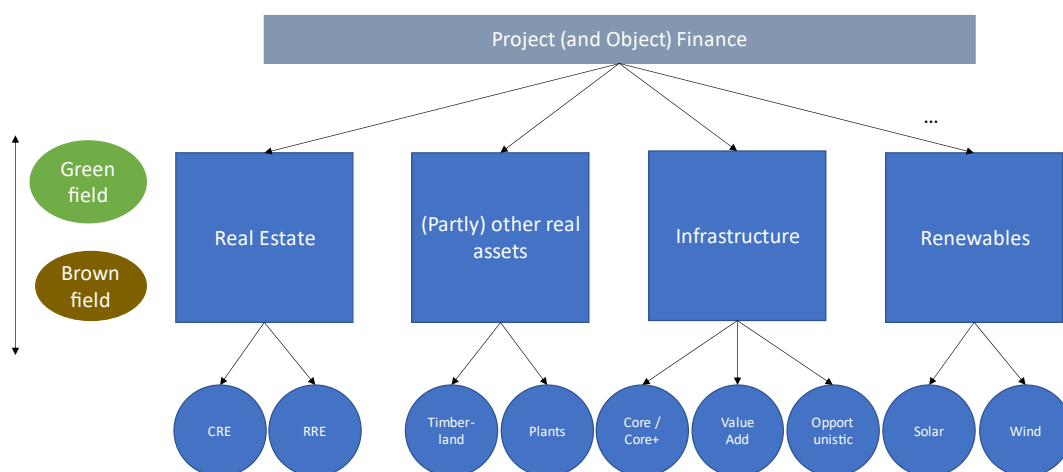 Project (and Object) Finance
...
Green
field
Brown
field
Real Estate
(Partly) other real
assets
Infrastructure
Renewables
CRE
RRE
Timber-
land
Plants
Core /
Core+
Value
Add
Opport
unistic
Solar
Wind